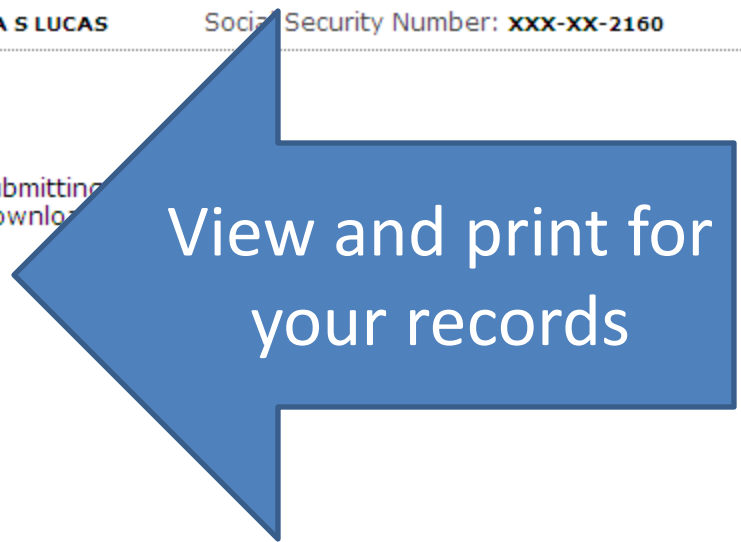 A S LUCAS Social Security Number: XXX-XX-2160
View and print for
your records